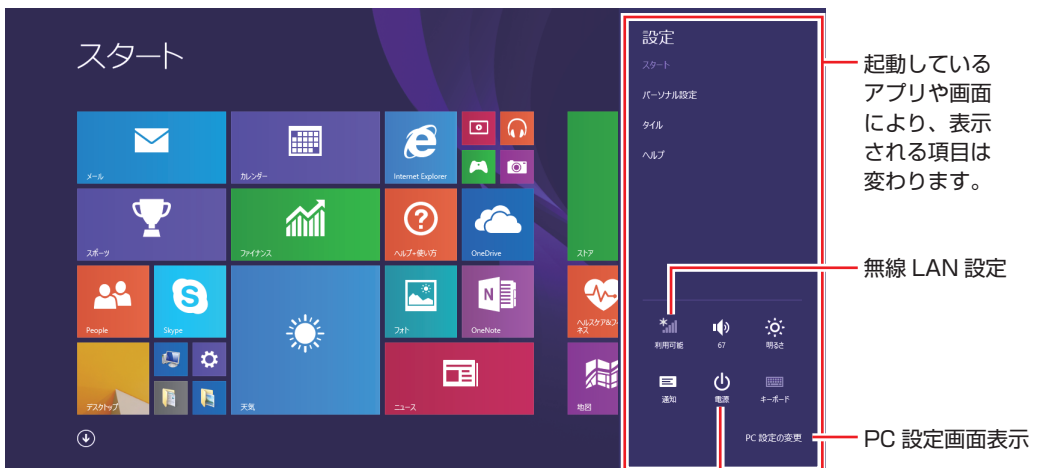 スタート
メール
カレンダー
Internet Explorer
スポーツ
ファイナンス
ヘルプ+使い方
OneDrive
ストア
People
Skype
天気
フォト
OneNote
ヘルスケア&フィ
ネス
デスクトップ
ニュース
地図
設定
スタート
パーソナル設定
タイル
ヘルプ
利用可能
67
明るさ
通知
電源
キーボード
PC 設定の変更
起動している
アプリや画面
により、表示
される項目は
変わります。
無線 LAN 設定
PC 設定画面表示